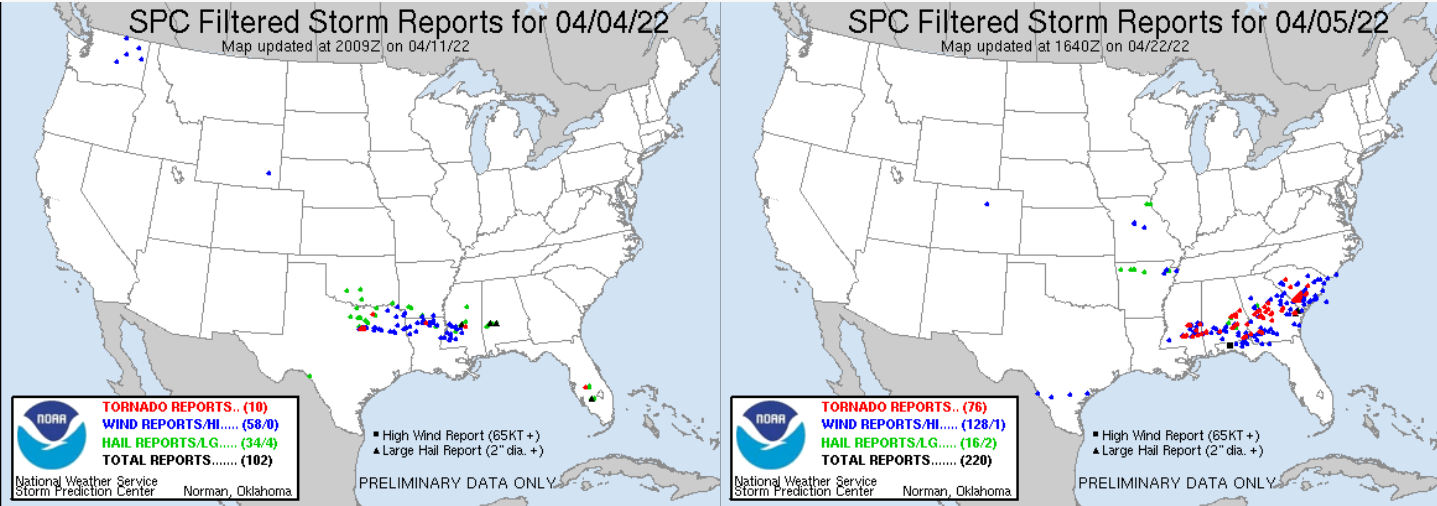 SPC Filtered Storm Reports for 04/04/22
Map updated at 2009Z on 04/11/22
NOAA
TORNADO REPORTS.. (10)
WIND REPORTS/HI..... (58/0)
HAIL REPORTS/LG..... (34/4)
TOTAL REPORTS....... (102)
National Weather Service
Storm Prediction Center Norman, Oklahoma
High Wind Report (65KT +)
Large Hail Report (2" dia. +)
PRELIMINARY DATA ONLY
SPC Filtered Storm Reports for 04/05/22
Map updated at 1640Z on 04/22/22
NOAA
TORNADO REPORTS.. (76)
WIND REPORTS/HI..... (128/1)
HAIL REPORTS/LG..... (16/2)
TOTAL REPORTS....... (220)
National Weather Service
Storm Prediction Center Norman, Oklahoma
High Wind Report (65KT +)
Large Hail Report (2" dia. +)
PRELIMINARY DATA ONLY